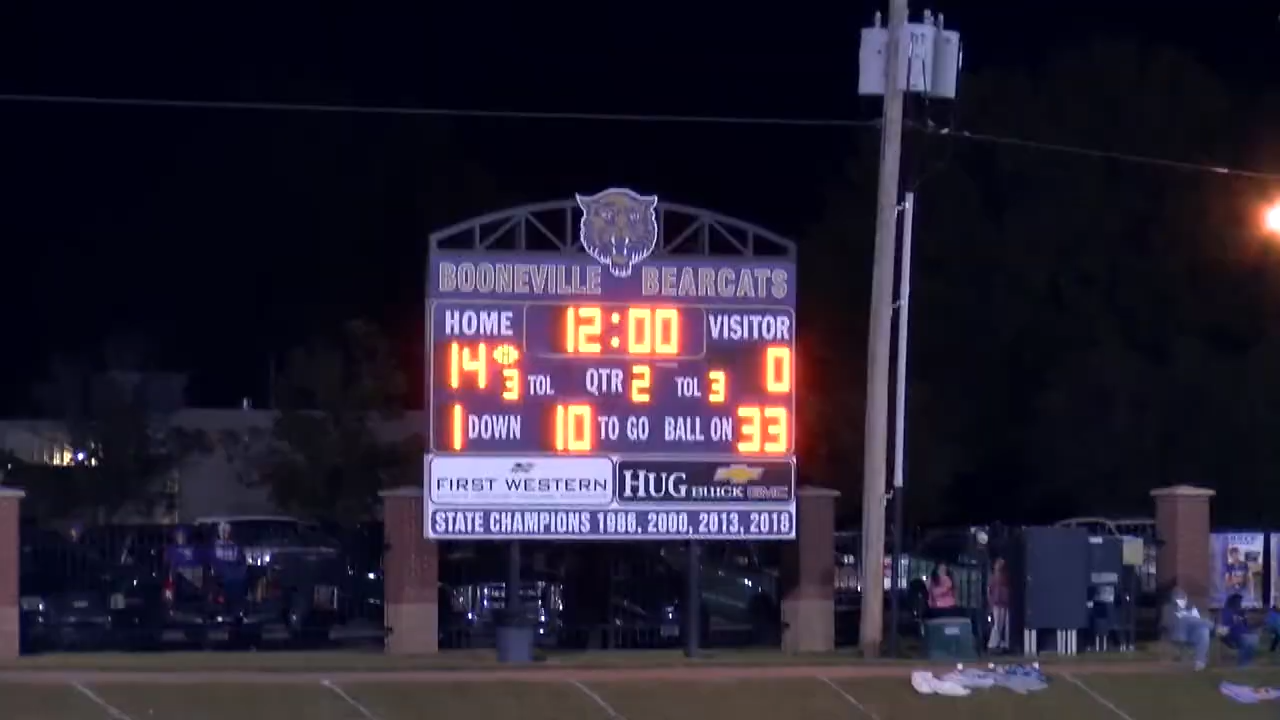 BOONEVILLE BEARCATS
HOME 12:00 VISITOR
14 3 TOL QTR 2 TOL 3 0
1 DOWN 10 TO GO BALL ON 33
FIRST WESTERN
HUG BUICK GMC
STATE CHAMPIONS 1988, 2000, 2013, 2018